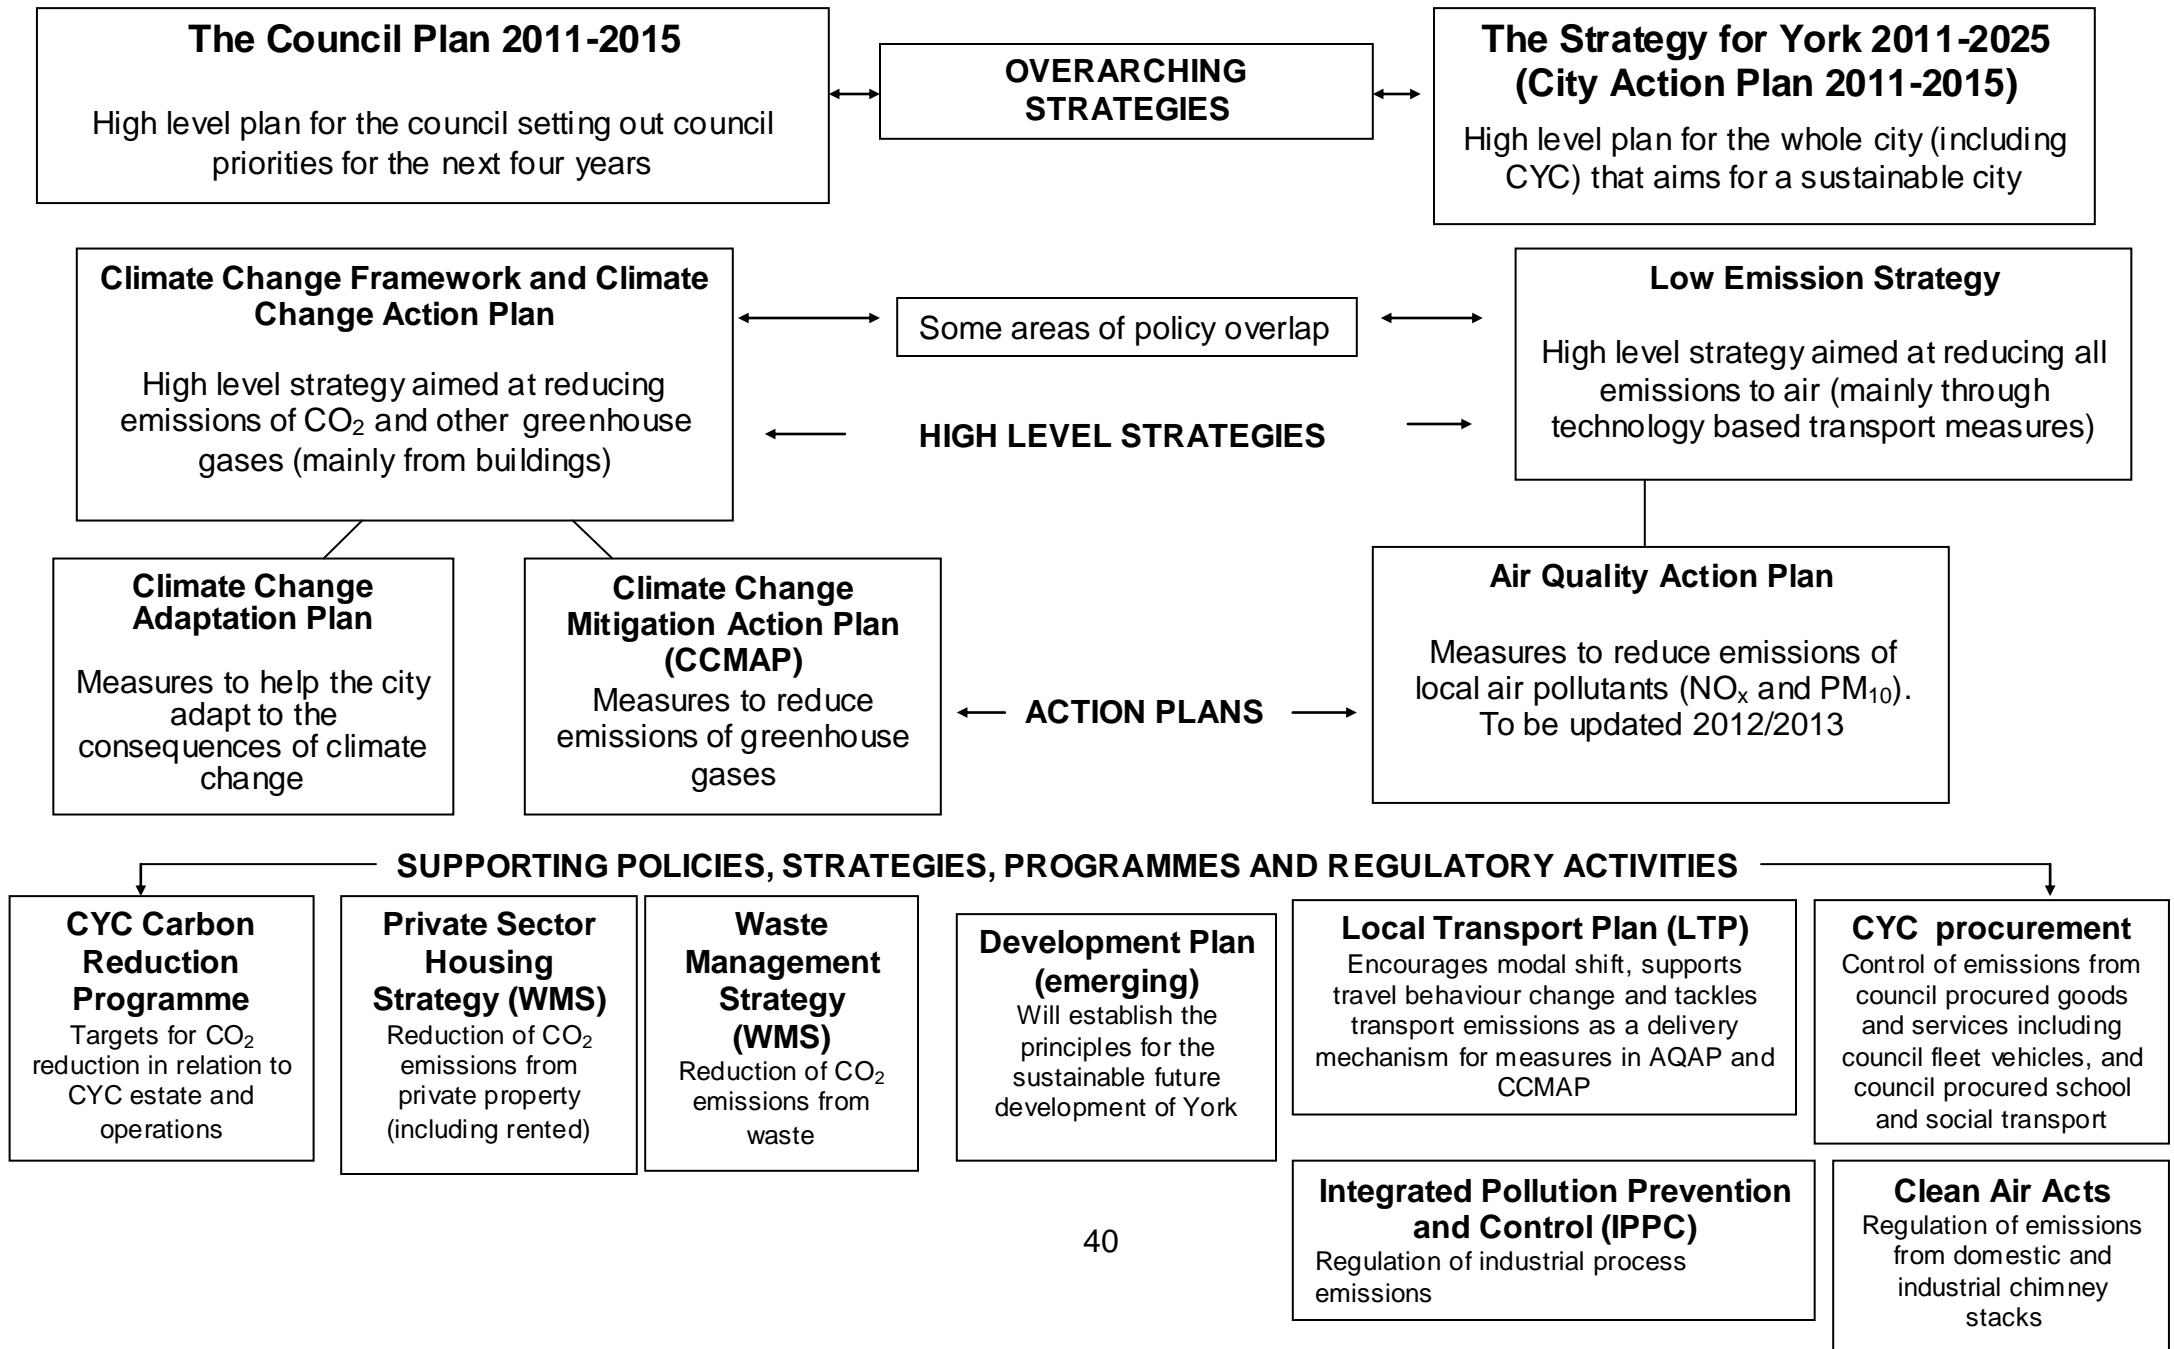 The Council Plan 2011-2015
High level plan for the council setting out council
priorities for the next four years
OVERARCHING
STRATEGIES
The Strategy for York 2011-2025
(City Action Plan 2011-2015)
High level plan for the whole city (including
CYC) that aims for a sustainable city
Climate Change Framework and Climate
Change Action Plan
High level strategy aimed at reducing
emissions of CO₂ and other greenhouse
gases (mainly from buildings)
Some areas of policy overlap
HIGH LEVEL STRATEGIES
Low Emission Strategy
High level strategy aimed at reducing all
emissions to air (mainly through
technology based transport measures)
Climate Change
Adaptation Plan
Measures to help the city
adapt to the
consequences of climate
change
Climate Change
Mitigation Action Plan
(CCMAP)
Measures to reduce
emissions of greenhouse
gases
ACTION PLANS
Air Quality Action Plan
Measures to reduce emissions of
local air pollutants (NOₓ and PM₁₀).
To be updated 2012/2013
SUPPORTING POLICIES, STRATEGIES, PROGRAMMES AND REGULATORY ACTIVITIES
CYC Carbon
Reduction
Programme
Targets for CO₂
reduction in relation to
CYC estate and
operations
Private Sector
Housing
Strategy (WMS)
Reduction of CO₂
emissions from
private property
(including rented)
Waste
Management
Strategy
(WMS)
Reduction of CO₂
emissions from
waste
Development Plan
(emerging)
Will establish the
principles for the
sustainable future
development of York
Local Transport Plan (LTP)
Encourages modal shift, supports
travel behaviour change and tackles
transport emissions as a delivery
mechanism for measures in AQAP and
CCMAP
CYC procurement
Control of emissions from
council procured goods
and services including
council fleet vehicles, and
council procured school
and social transport
Integrated Pollution Prevention
and Control (IPPC)
Regulation of industrial process
emissions
Clean Air Acts
Regulation of emissions
from domestic and
industrial chimney
stacks
40